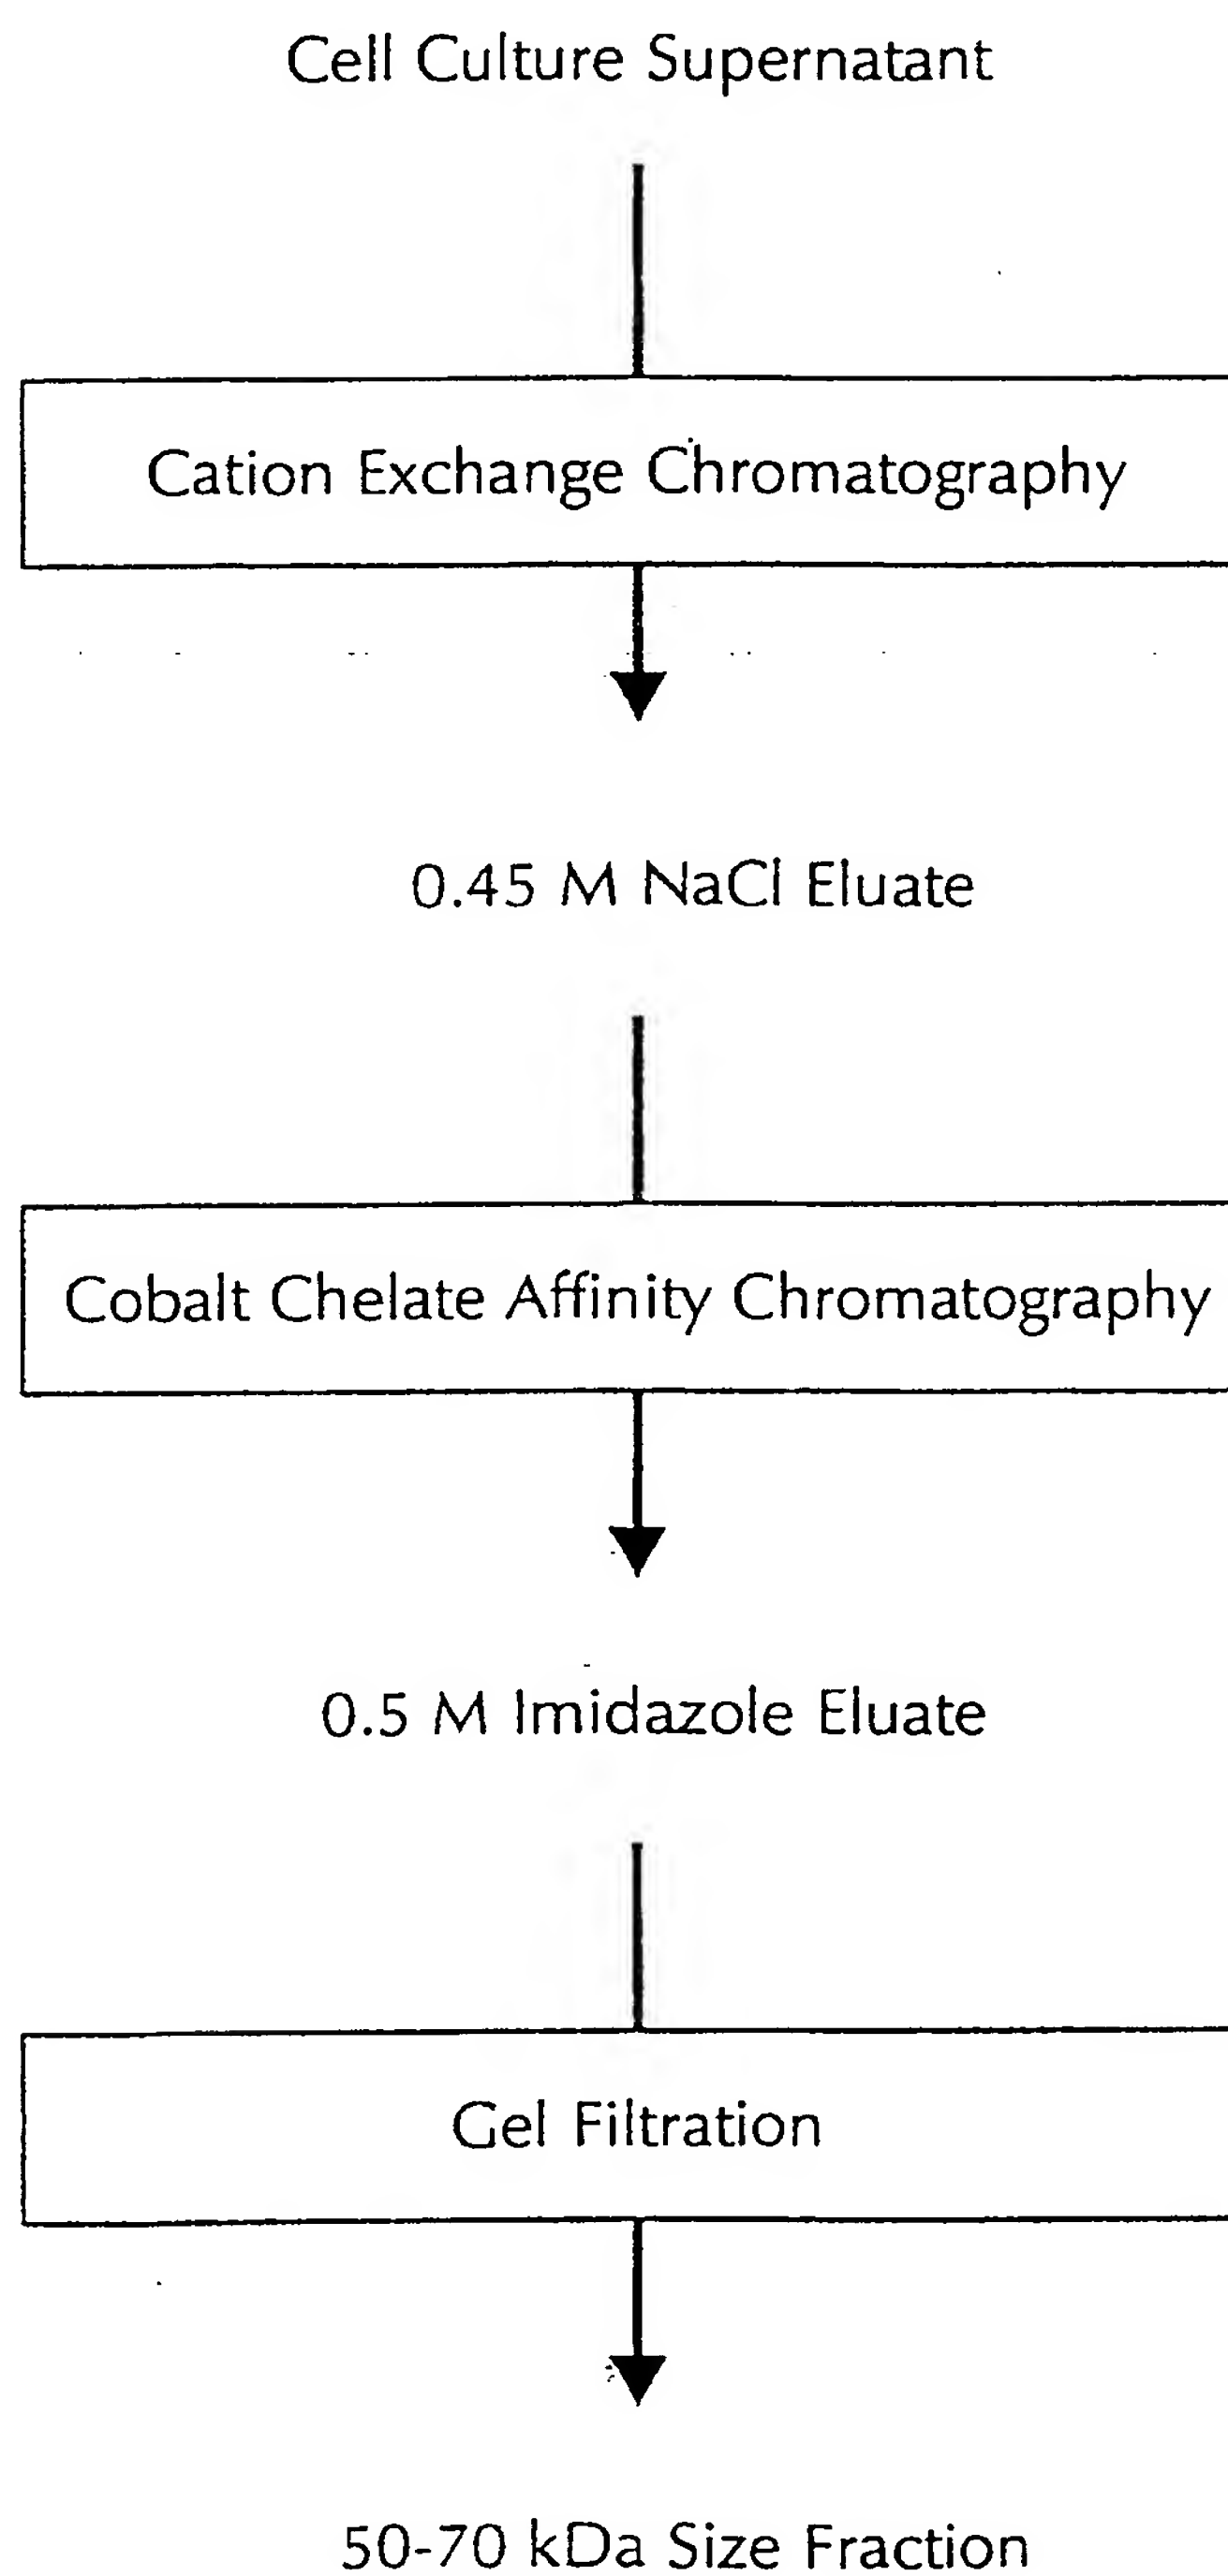 Cell Culture Supernatant
Cation Exchange Chromatography
0.45 M NaCl Eluate
Cobalt Chelate Affinity Chromatography
0.5 M Imidazole Eluate
Gel Filtration
50-70 kDa Size Fraction